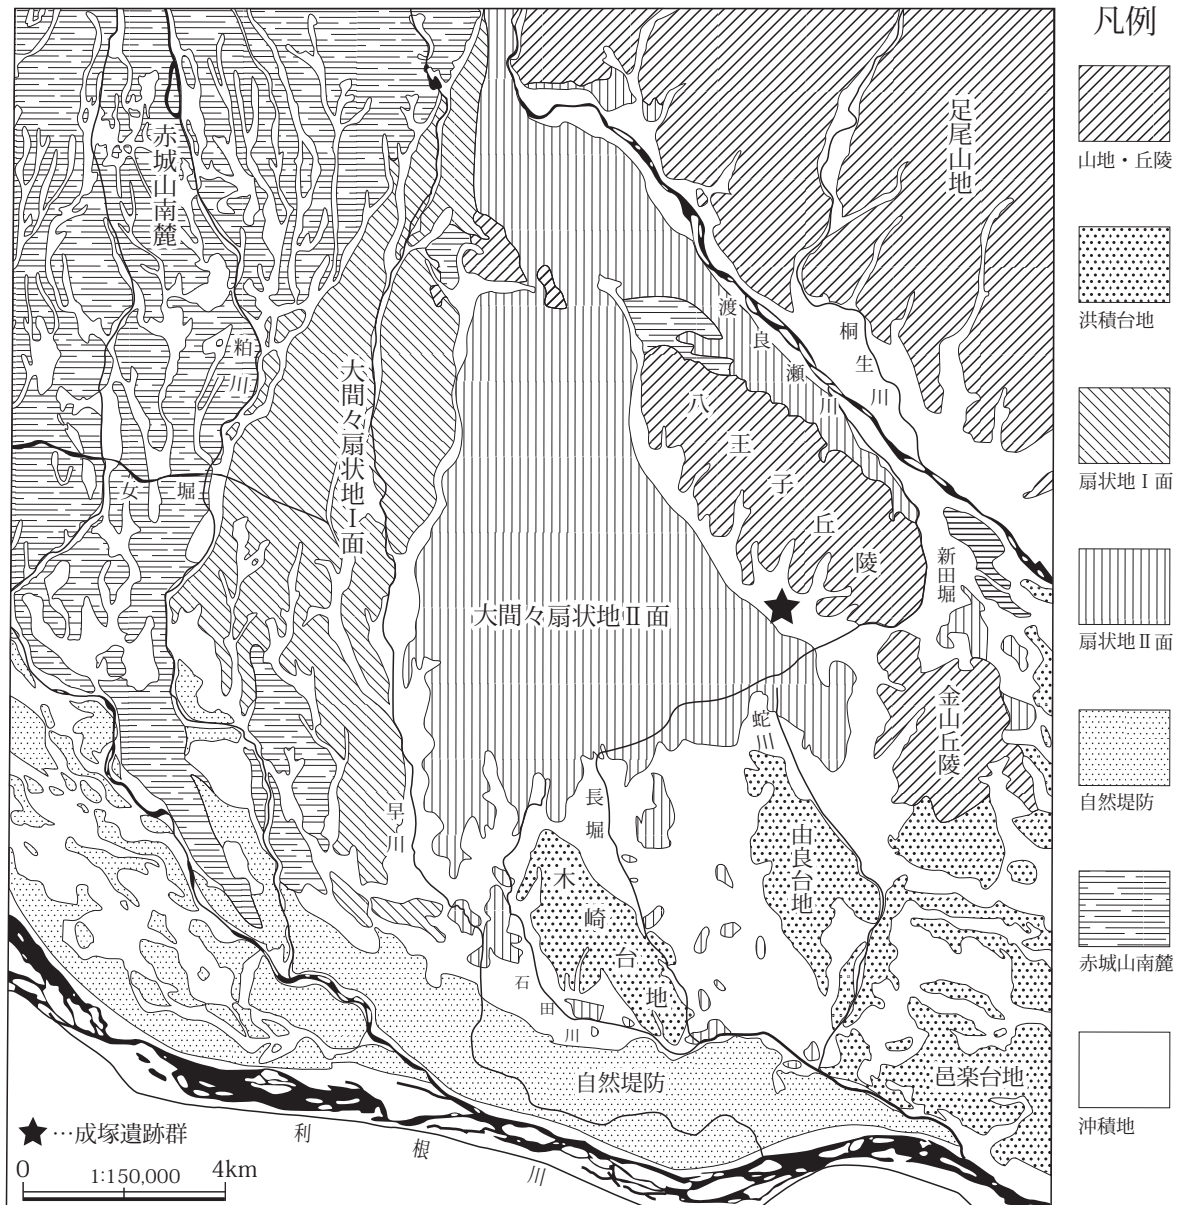 凡例
山地・丘陵
洪積台地
扇状地Ⅰ面
扇状地Ⅱ面
自然堤防
赤城山南麓
沖積地
足尾山地
赤城山南麓
粕川
女堀
大間々扇状地Ⅰ面
渡良瀬川
桐生川
八王子丘陵
新田堀
大間々扇状地Ⅱ面
金山丘陵
蛇川
早川
長堀
由良台地
木崎台地
石田川
自然堤防
邑楽台地
利根川
★…成塚遺跡群
0 1:150,000 4km